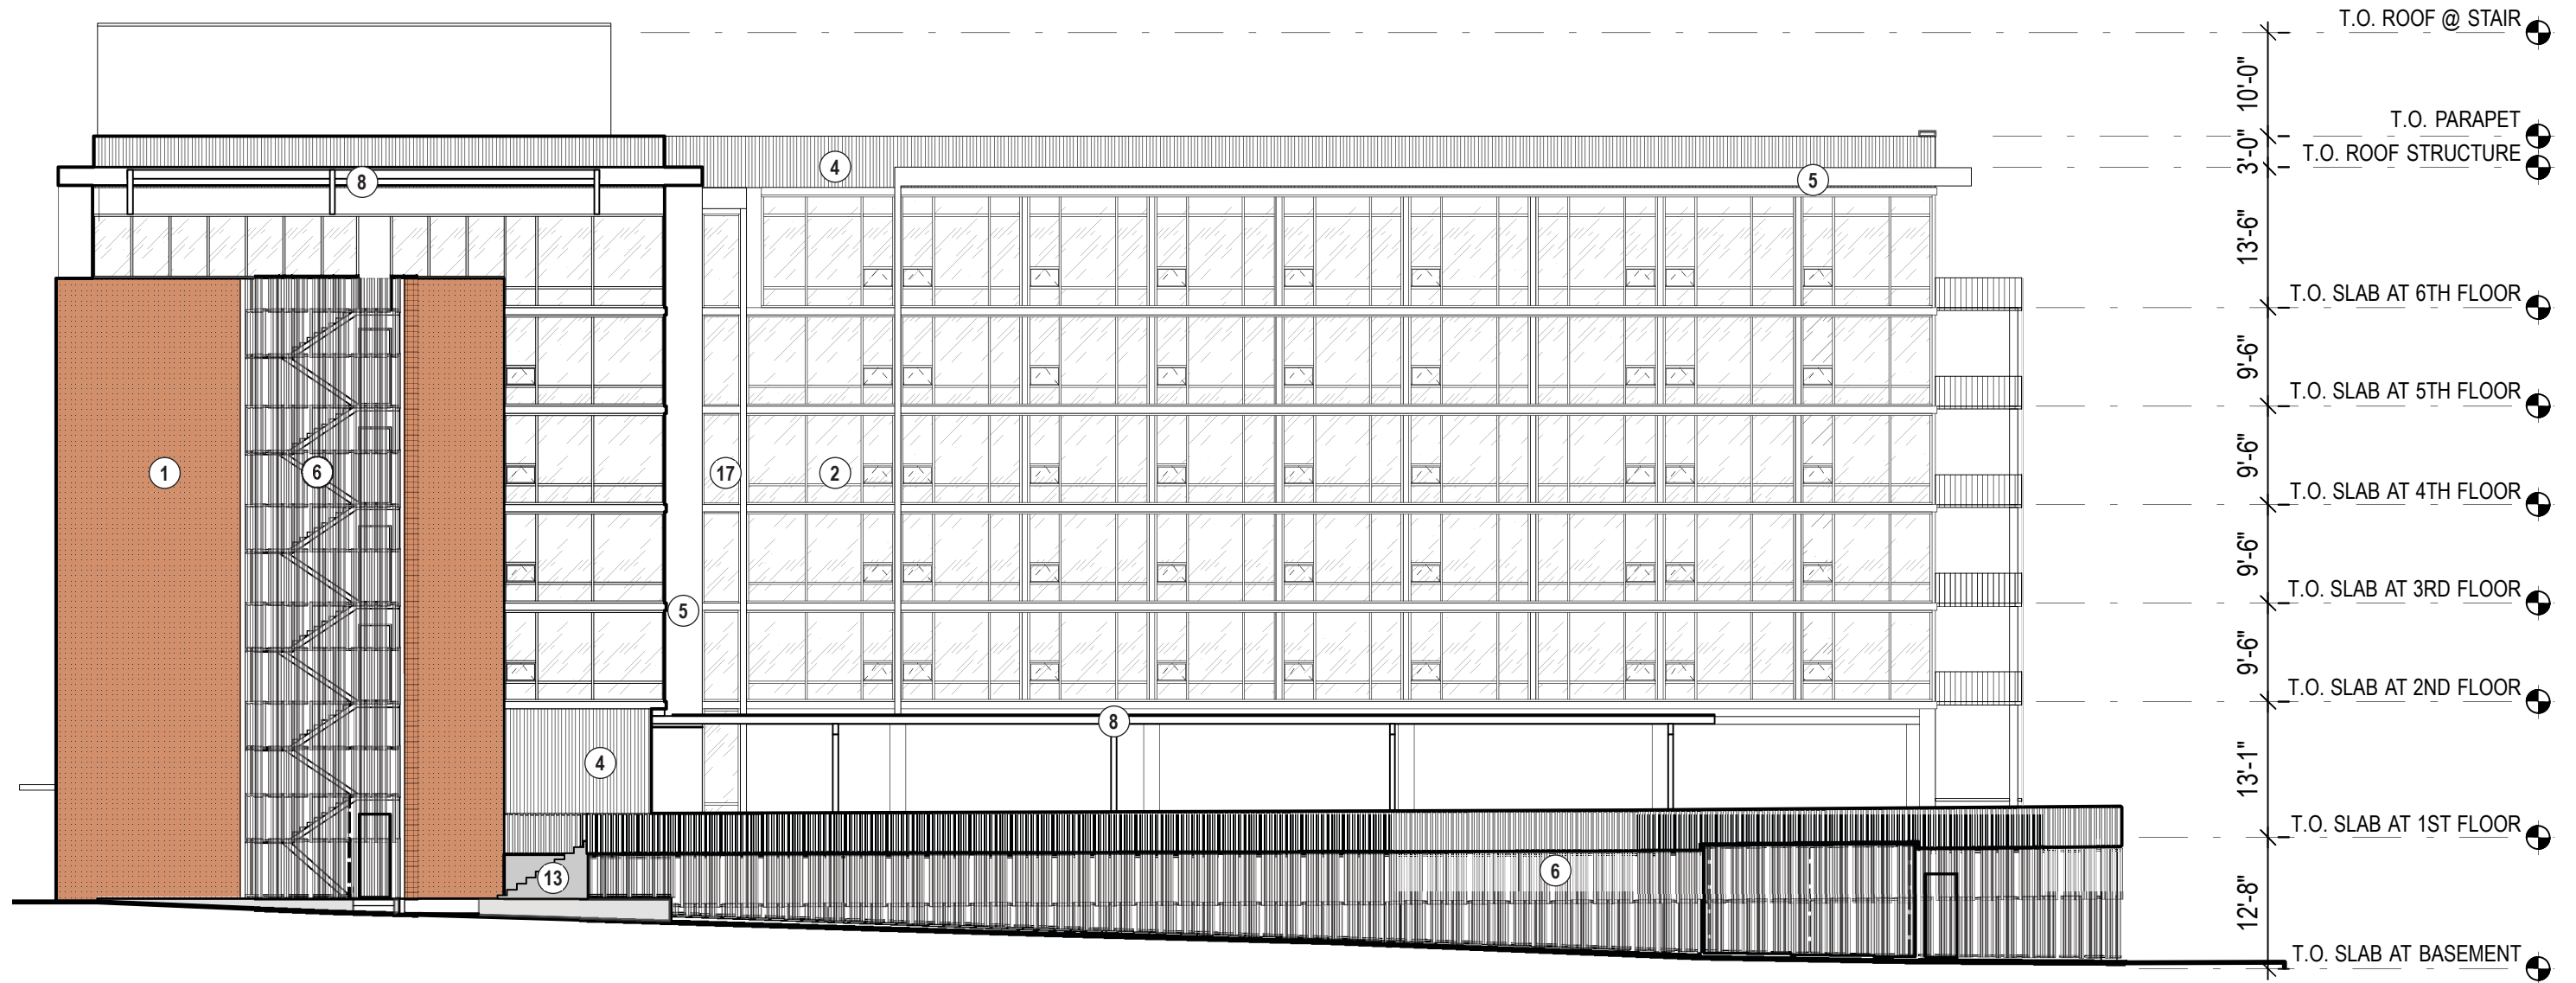 T.O. ROOF @ STAIR
10'-0"
T.O. PARAPET
3'-0"
T.O. ROOF STRUCTURE
4
8
5
13'-6"
T.O. SLAB AT 6TH FLOOR
9'-6"
T.O. SLAB AT 5TH FLOOR
1
6
17
2
9'-6"
T.O. SLAB AT 4TH FLOOR
9'-6"
T.O. SLAB AT 3RD FLOOR
5
9'-6"
T.O. SLAB AT 2ND FLOOR
8
4
13'-1"
T.O. SLAB AT 1ST FLOOR
13
6
12'-8"
T.O. SLAB AT BASEMENT